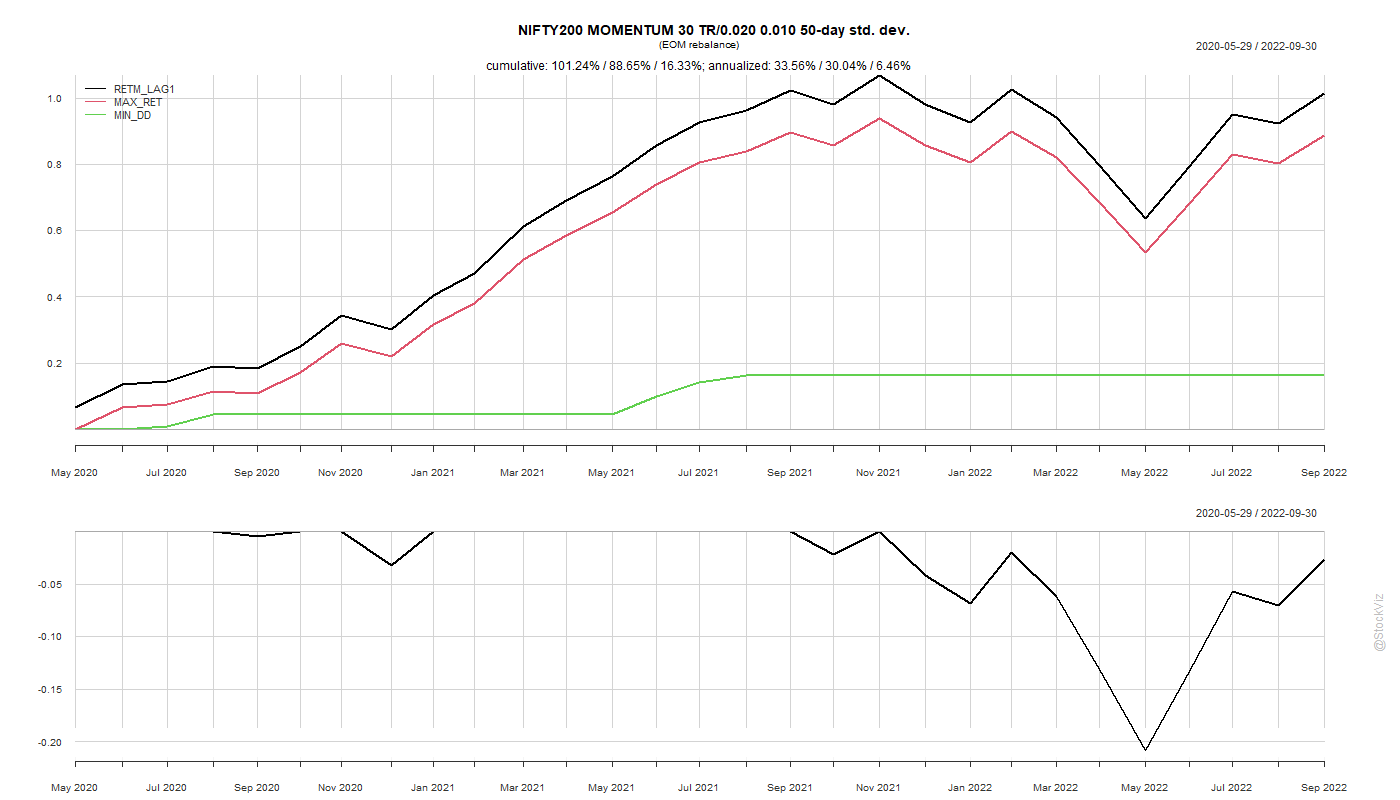 NIFTY200 MOMENTUM 30 TR/0.020 0.010 50-day std. dev.
(EOM rebalance)
2020-05-29 / 2022-09-30
cumulative: 101.24% / 88.65% / 16.33%; annualized: 33.56% / 30.04% / 6.46%
RETM_LAG1
MAX_RET
MIN_DD
1.0
0.8
0.6
0.4
0.2
May 2020 Jul 2020 Sep 2020 Nov 2020 Jan 2021 Mar 2021 May 2021 Jul 2021 Sep 2021 Nov 2021 Jan 2022 Mar 2022 May 2022 Jul 2022 Sep 2022
2020-05-29 / 2022-09-30
-0.05
-0.10
-0.15
-0.20
May 2020 Jul 2020 Sep 2020 Nov 2020 Jan 2021 Mar 2021 May 2021 Jul 2021 Sep 2021 Nov 2021 Jan 2022 Mar 2022 May 2022 Jul 2022 Sep 2022
@StockViz